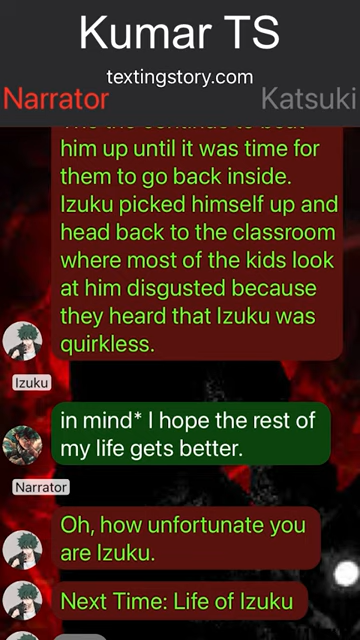 Kumar TS
textingstory.com
Narrator
Katsuki
him up until it was time for
them to go back inside.
Izuku picked himself up and
head back to the classroom
where most of the kids look
at him disgusted because
they heard that Izuku was
quirkless.
Izuku
in mind* I hope the rest of
my life gets better.
Narrator
Oh, how unfortunate you
are Izuku.
Next Time: Life of Izuku